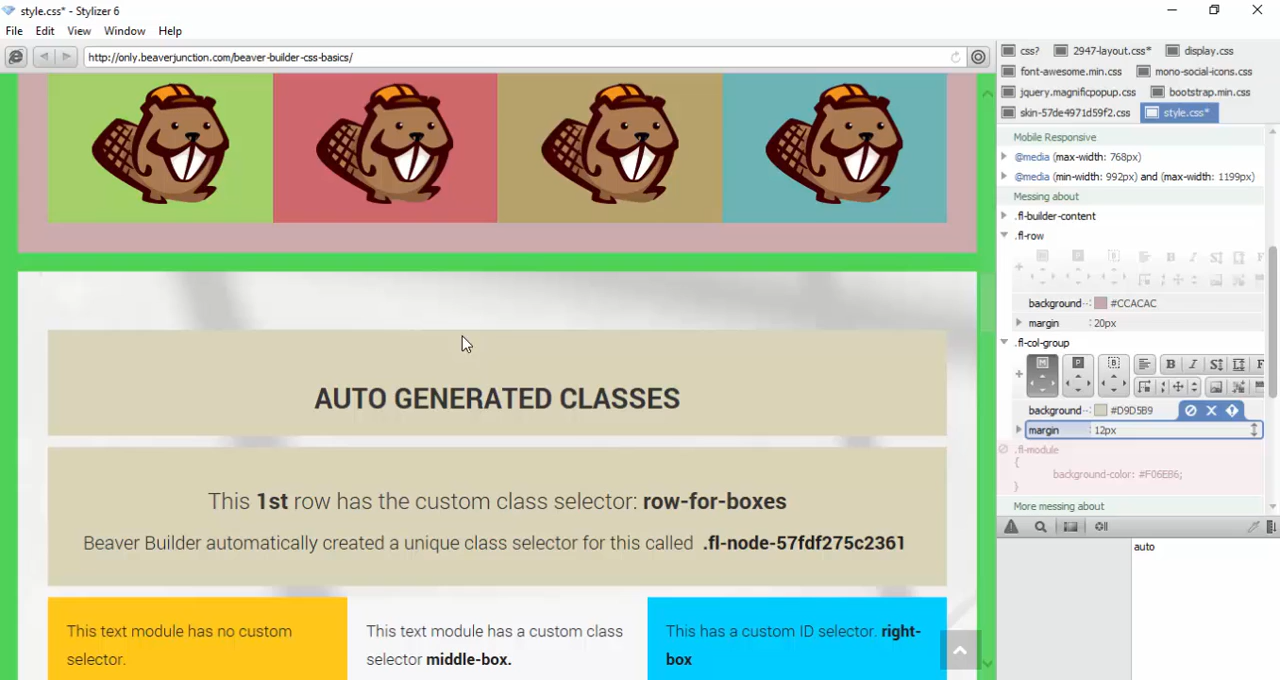 style.css* - Stylizer 6
File Edit View Window Help
http://only.beaverjunction.com/beaver-builder-css-basics/
css? 2947-layout.css* display.css
font-awesome.min.css mono-social-icons.css
jquery.magnificpopup.css bootstrap.min.css
skin-57de4971d59f2.css style.css*
Mobile Responsive
@media (max-width: 768px)
@media (min-width: 992px) and (max-width: 1199px)
Messing about
.fl-builder-content
.fl-row
background : #CCACAC
margin : 20px
.fl-col-group
background : #D9D5B9
margin : 12px
.fl-module
{
background-color: #F06EB6;
}
More messing about
auto
AUTO GENERATED CLASSES
This 1st row has the custom class selector: row-for-boxes
Beaver Builder automatically created a unique class selector for this called .fl-node-57fdf275c2361
This text module has no custom
selector.
This text module has a custom class
selector middle-box.
This has a custom ID selector. right-
box